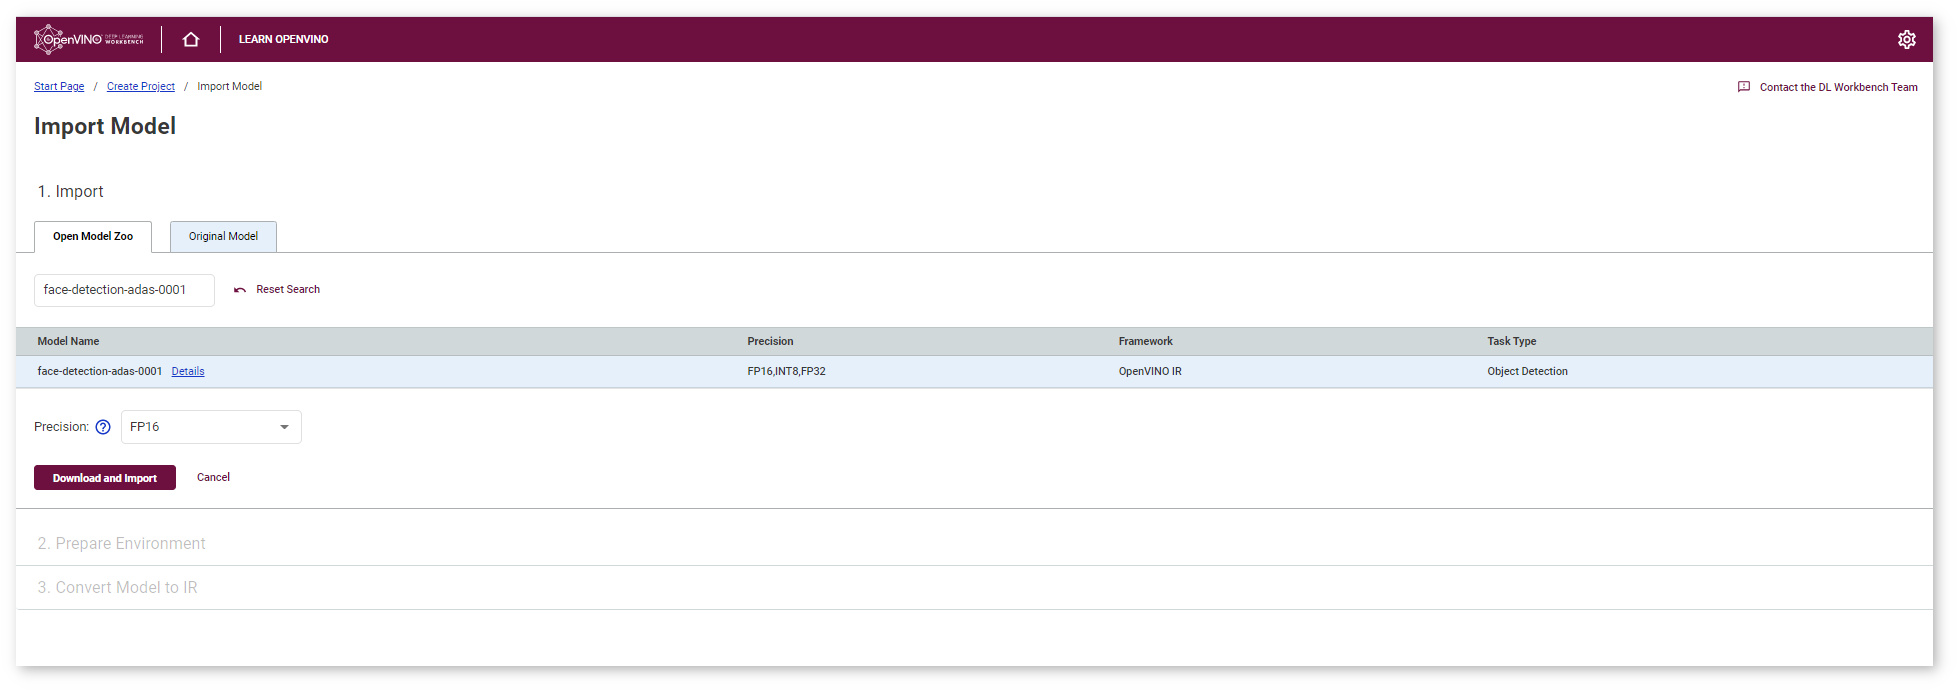 OpenVINO DEEP LEARNING WORKBENCH LEARN OPENVINO
Start Page / Create Project / Import Model
Contact the DL Workbench Team
Import Model
1. Import
Open Model Zoo Original Model
face-detection-adas-0001 Reset Search
Model Name Precision Framework Task Type
face-detection-adas-0001 Details FP16,INT8,FP32 OpenVINO IR Object Detection
Precision: ? FP16
Download and Import Cancel
2. Prepare Environment
3. Convert Model to IR